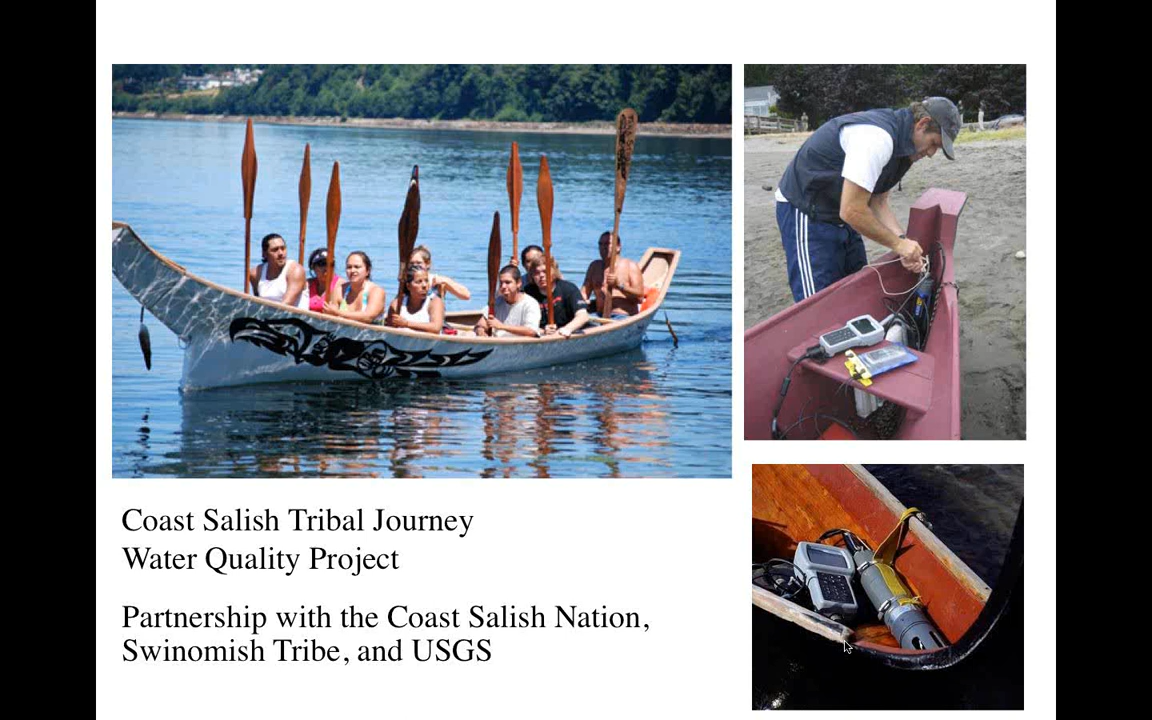 Coast Salish Tribal Journey
Water Quality Project
Partnership with the Coast Salish Nation,
Swinomish Tribe, and USGS